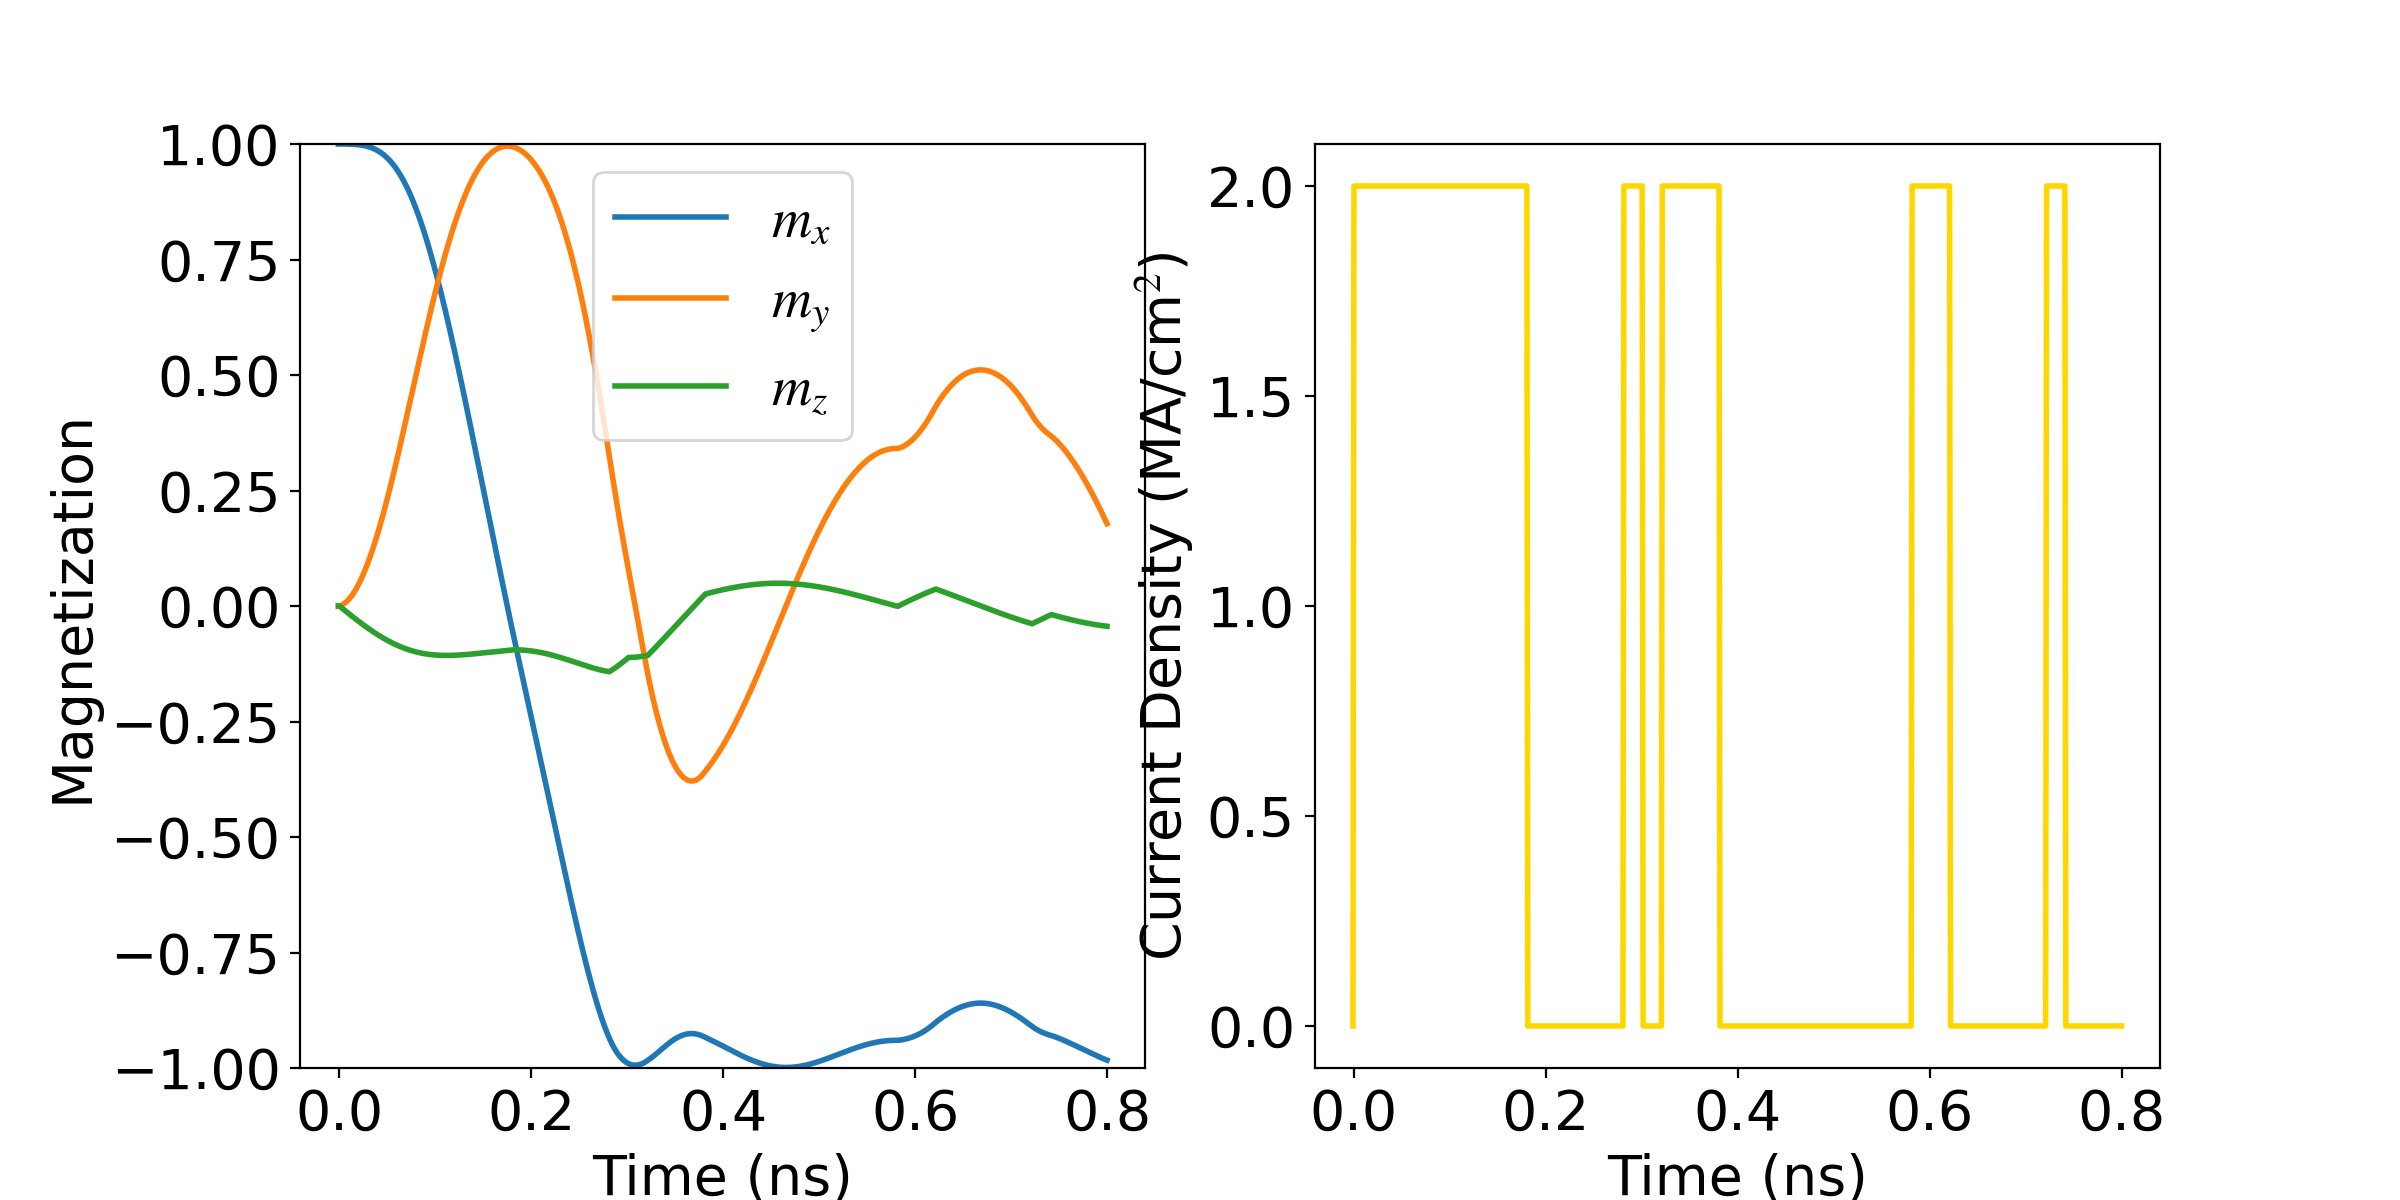 1.00
0.75
0.50
0.25
0.00
−0.25
−0.50
−0.75
−1.00
Magnetization
0.0 0.2 0.4 0.6 0.8
Time (ns)
mx
my
mz
2.0
1.5
1.0
0.5
0.0
Current Density (MA/cm²)
0.0 0.2 0.4 0.6 0.8
Time (ns)